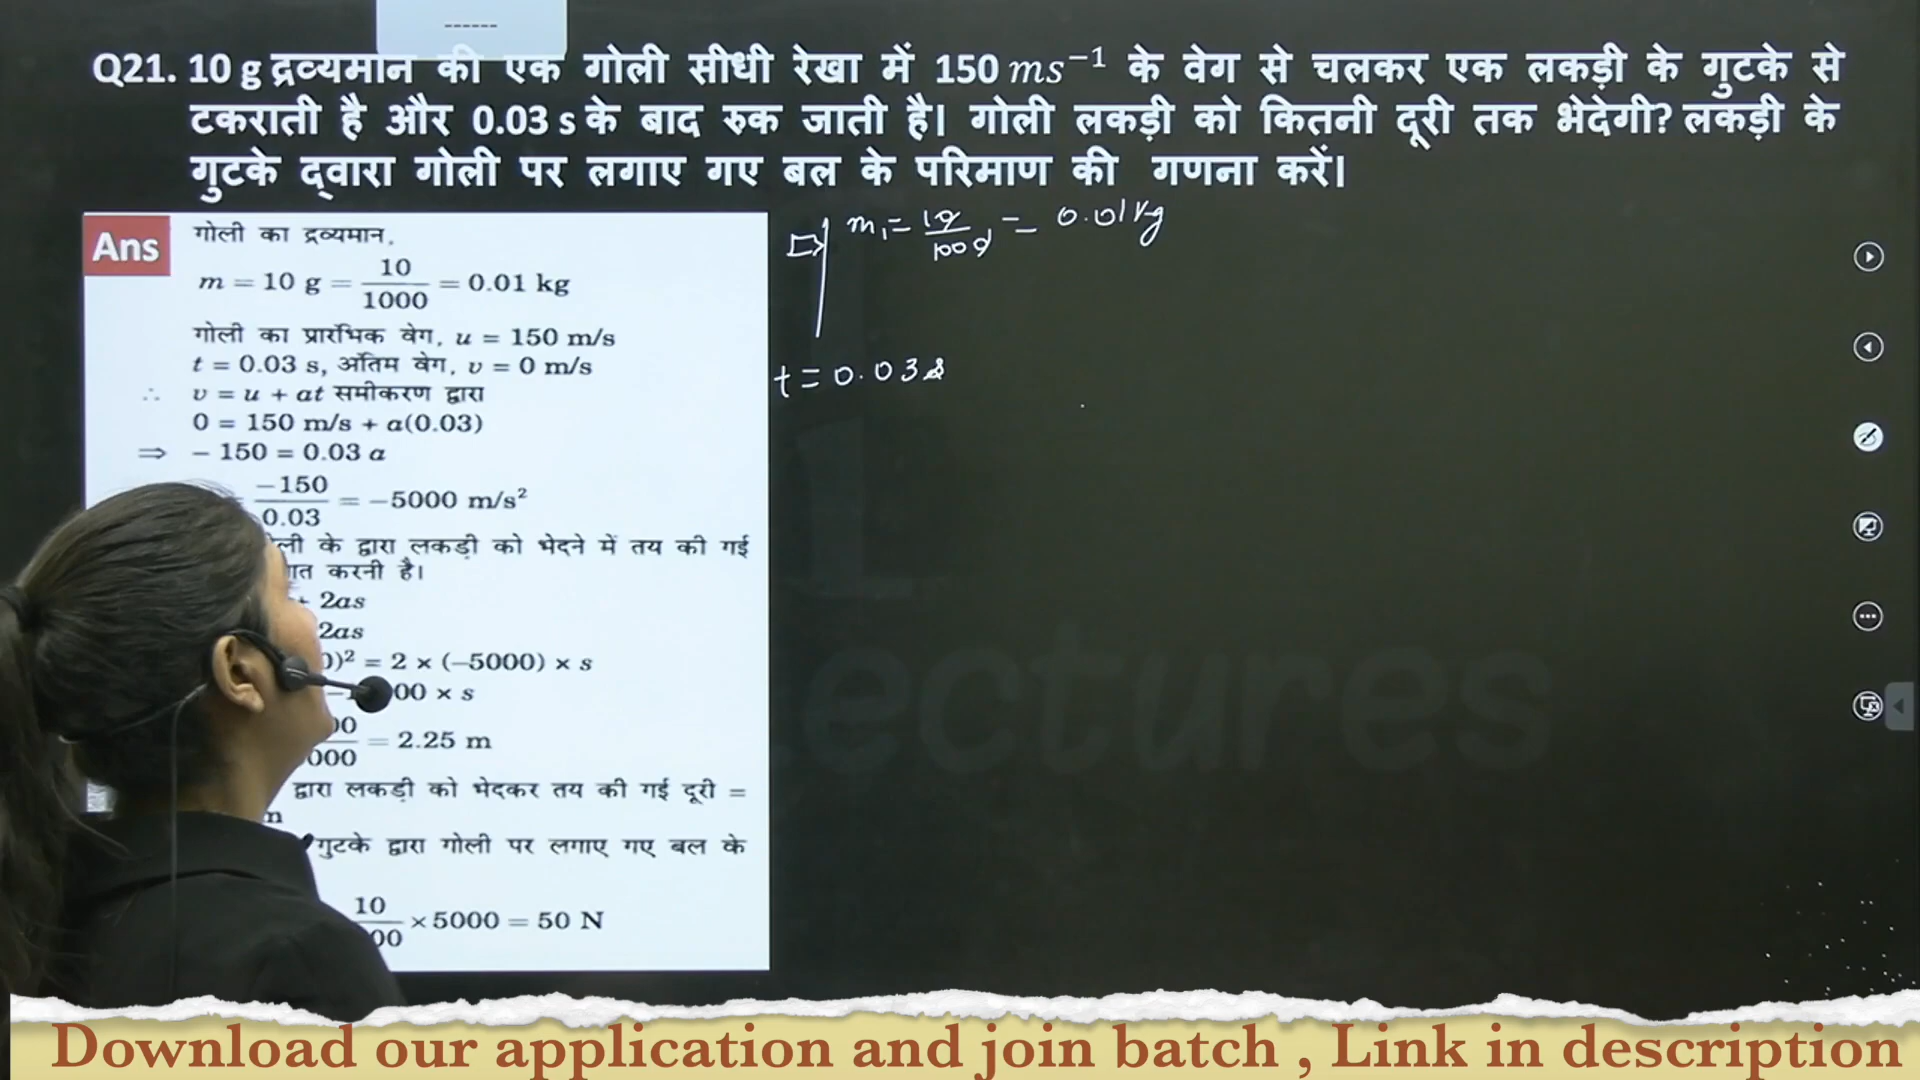 ------
Q21. 10 g द्रव्यमान की एक गोली सीधी रेखा में 150 ms⁻¹ के वेग से चलकर एक लकड़ी के गुटके से
टकराती है और 0.03 s के बाद रुक जाती है। गोली लकड़ी को कितनी दूरी तक भेदेगी? लकड़ी के
गुटके द्वारा गोली पर लगाए गए बल के परिमाण की गणना करें।
Ans
गोली का द्रव्यमान,
m = 10 g = 10/1000 = 0.01 kg
गोली का प्रारंभिक वेग, u = 150 m/s
t = 0.03 s, अंतिम वेग, v = 0 m/s
∴ v = u + at समीकरण द्वारा
0 = 150 m/s + a(0.03)
⇒ – 150 = 0.03 a
= –150/0.03 = –5000 m/s²
के द्वारा लकड़ी को भेदने में तय की गई
करनी है।
+ 2as
2as
)² = 2 × (–5000) × s
00 × s
= 2.25 m
द्वारा लकड़ी को भेदकर तय की गई दूरी =
m
गुटके द्वारा गोली पर लगाए गए बल के
10/ × 5000 = 50 N
m₁ = 10/1000 = 0.01 kg
t = 0.03 s
ectures
Download our application and join batch , Link in description